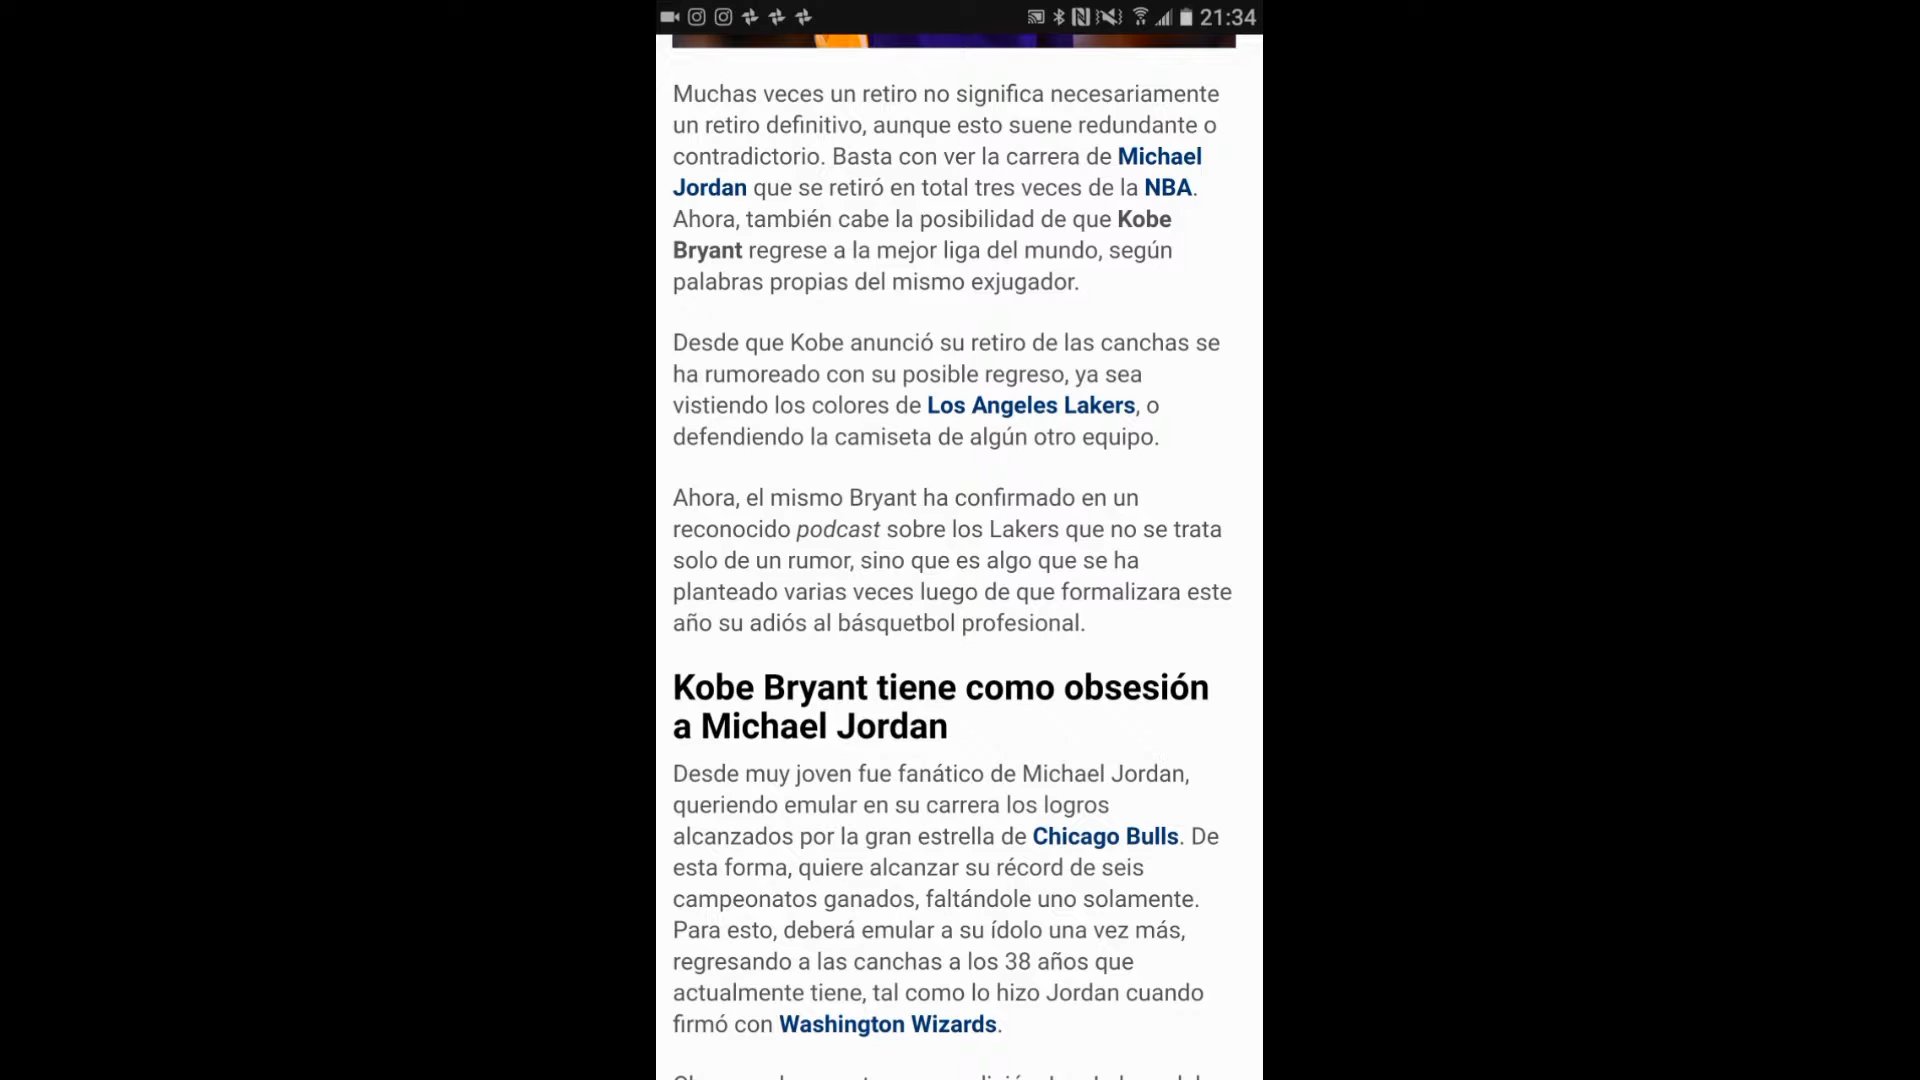 21:34
Muchas veces un retiro no significa necesariamente
un retiro definitivo, aunque esto suene redundante o
contradictorio. Basta con ver la carrera de Michael
Jordan que se retiró en total tres veces de la NBA.
Ahora, también cabe la posibilidad de que Kobe
Bryant regrese a la mejor liga del mundo, según
palabras propias del mismo exjugador.
Desde que Kobe anunció su retiro de las canchas se
ha rumoreado con su posible regreso, ya sea
vistiendo los colores de Los Angeles Lakers, o
defendiendo la camiseta de algún otro equipo.
Ahora, el mismo Bryant ha confirmado en un
reconocido podcast sobre los Lakers que no se trata
solo de un rumor, sino que es algo que se ha
planteado varias veces luego de que formalizara este
año su adiós al básquetbol profesional.
Kobe Bryant tiene como obsesión
a Michael Jordan
Desde muy joven fue fanático de Michael Jordan,
queriendo emular en su carrera los logros
alcanzados por la gran estrella de Chicago Bulls. De
esta forma, quiere alcanzar su récord de seis
campeonatos ganados, faltándole uno solamente.
Para esto, deberá emular a su ídolo una vez más,
regresando a las canchas a los 38 años que
actualmente tiene, tal como lo hizo Jordan cuando
firmó con Washington Wizards.